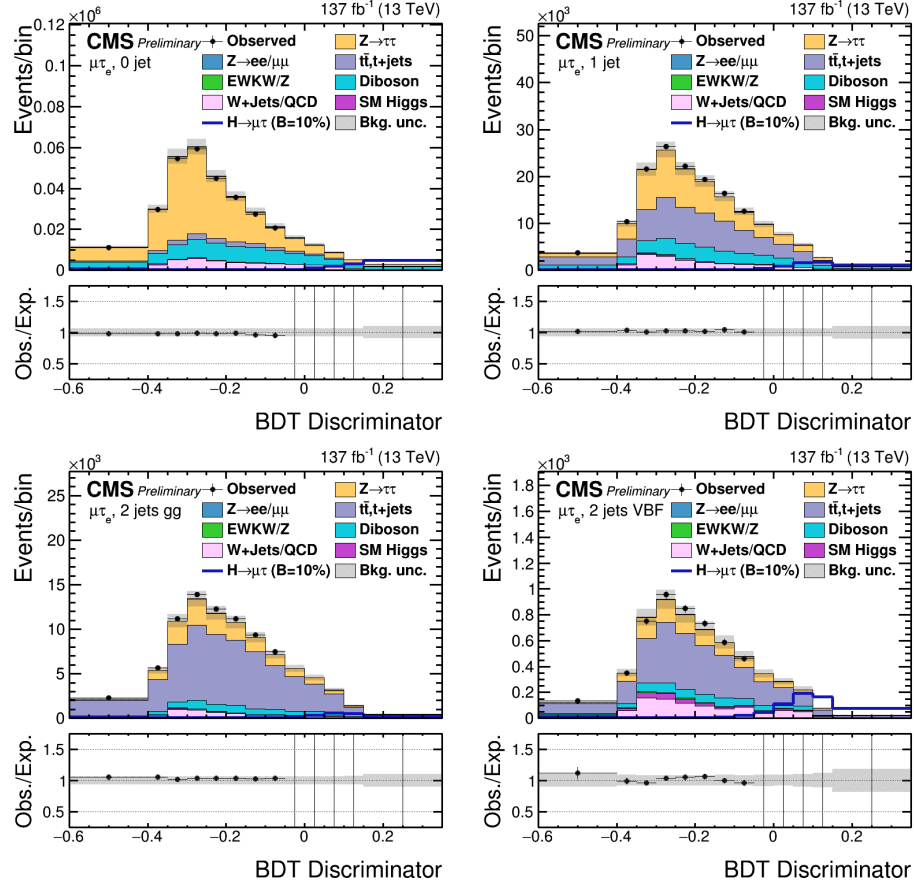 137 fb⁻¹ (13 TeV)
×10⁶
0.12
0.1
0.08
0.06
0.04
0.02
0
Events/bin
CMS Preliminary
μτₑ, 0 jet
Observed
Z→ττ
Z→ee/μμ
tt̄,t+jets
EWKW/Z
Diboson
W+Jets/QCD
SM Higgs
H→μτ (B=10%)
Bkg. unc.
Obs./Exp.
1.5
1
0.5
−0.6 −0.4 −0.2 0 0.2
BDT Discriminator
137 fb⁻¹ (13 TeV)
×10³
50
40
30
20
10
0
Events/bin
CMS Preliminary
μτₑ, 1 jet
Observed
Z→ττ
Z→ee/μμ
tt̄,t+jets
EWKW/Z
Diboson
W+Jets/QCD
SM Higgs
H→μτ (B=10%)
Bkg. unc.
Obs./Exp.
1.5
1
0.5
−0.6 −0.4 −0.2 0 0.2
BDT Discriminator
137 fb⁻¹ (13 TeV)
×10³
25
20
15
10
5
0
Events/bin
CMS Preliminary
μτₑ, 2 jets gg
Observed
Z→ττ
Z→ee/μμ
tt̄,t+jets
EWKW/Z
Diboson
W+Jets/QCD
SM Higgs
H→μτ (B=10%)
Bkg. unc.
Obs./Exp.
1.5
1
0.5
−0.6 −0.4 −0.2 0 0.2
BDT Discriminator
137 fb⁻¹ (13 TeV)
×10³
1.8
1.6
1.4
1.2
1
0.8
0.6
0.4
0.2
0
Events/bin
CMS Preliminary
μτₑ, 2 jets VBF
Observed
Z→ττ
Z→ee/μμ
tt̄,t+jets
EWKW/Z
Diboson
W+Jets/QCD
SM Higgs
H→μτ (B=10%)
Bkg. unc.
Obs./Exp.
1.5
1
0.5
−0.6 −0.4 −0.2 0 0.2
BDT Discriminator